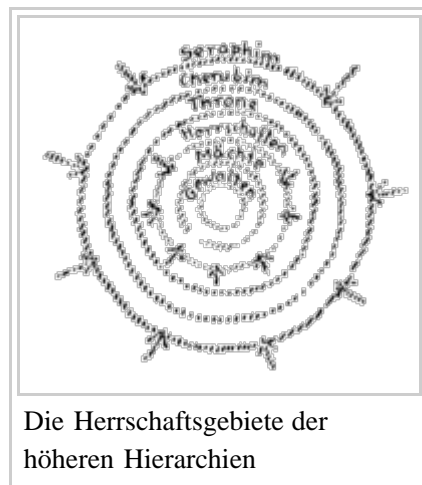 Seraphim
Cherubim
Throne
Herrschaften
Mächte
Gewalten
Die Herrschaftsgebiete der
höheren Hierarchien